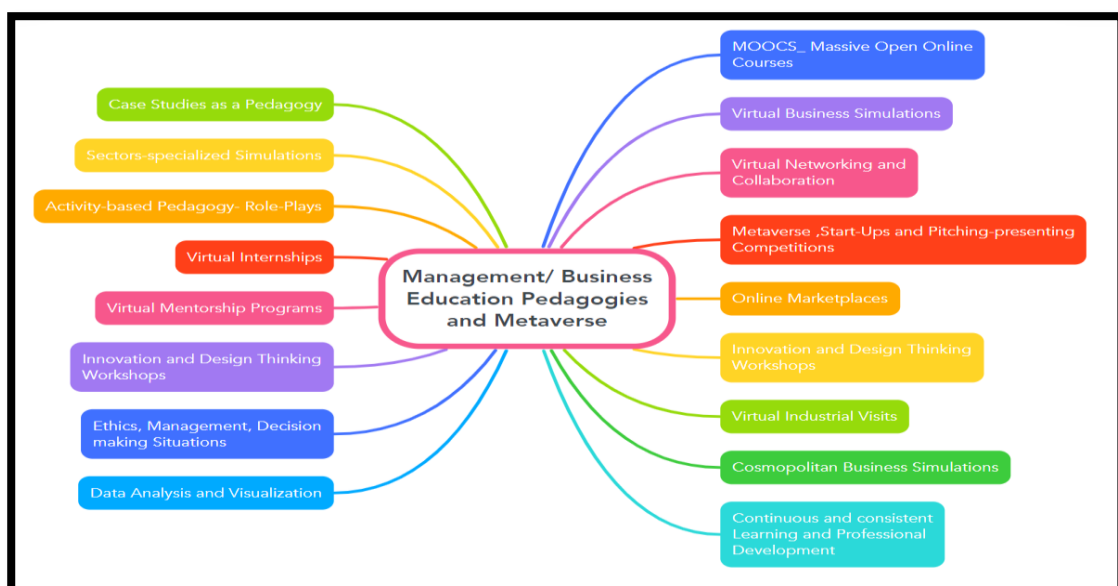 Management/ Business
Education Pedagogies
and Metaverse
MOOCS_ Massive Open Online
Courses
Virtual Business Simulations
Virtual Networking and
Collaboration
Metaverse ,Start-Ups and Pitching-presenting
Competitions
Online Marketplaces
Innovation and Design Thinking
Workshops
Virtual Industrial Visits
Cosmopolitan Business Simulations
Continuous and consistent
Learning and Professional
Development
Case Studies as a Pedagogy
Sectors-specialized Simulations
Activity-based Pedagogy- Role-Plays
Virtual Internships
Virtual Mentorship Programs
Innovation and Design Thinking
Workshops
Ethics, Management, Decision
making Situations
Data Analysis and Visualization